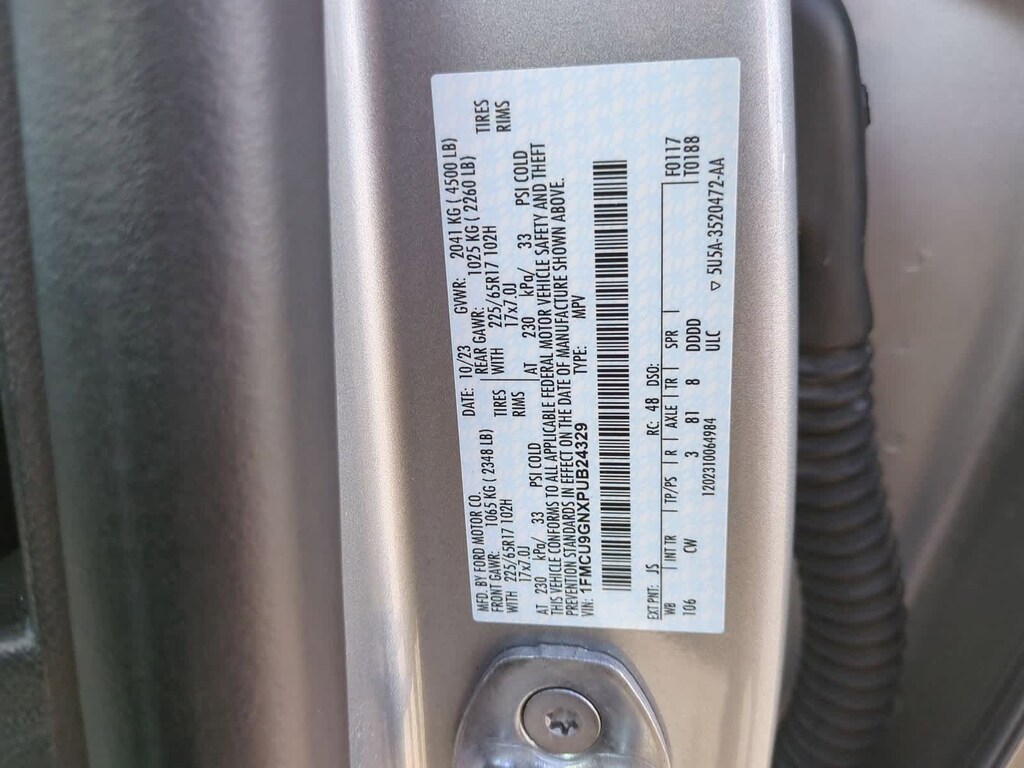 MFD. BY FORD MOTOR CO. DATE: 10/23 GVWR: 2041 KG ( 4500 LB)
FRONT GAWR: 1065 KG ( 2348 LB) REAR GAWR: 1025 KG ( 2260 LB)
WITH 225/65R17 102H TIRES WITH 225/65R17 102H TIRES
17x7.0J RIMS 17x7.0J RIMS
AT 230 kPa/ 33 PSI COLD AT 230 kPa/ 33 PSI COLD
THIS VEHICLE CONFORMS TO ALL APPLICABLE FEDERAL MOTOR VEHICLE SAFETY AND THEFT
PREVENTION STANDARDS IN EFFECT ON THE DATE OF MANUFACTURE SHOWN ABOVE.
VIN: 1FMCU9GNXPUB24329 TYPE: MPV
EXT PNT: JS RC: 48 DSO: F0117
WB INT TR TP/PS R AXLE TR SPR T0188
T06 CW 3 81 8 DDDD
120231006498​4 ULC
▽ 5U5A-3520472-AA